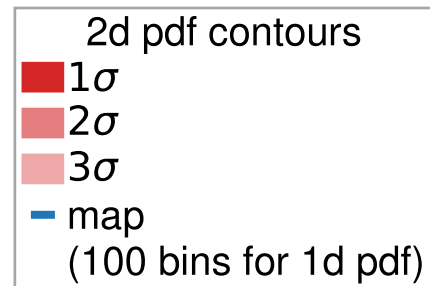 2d pdf contours
1σ
2σ
3σ
map
(100 bins for 1d pdf)